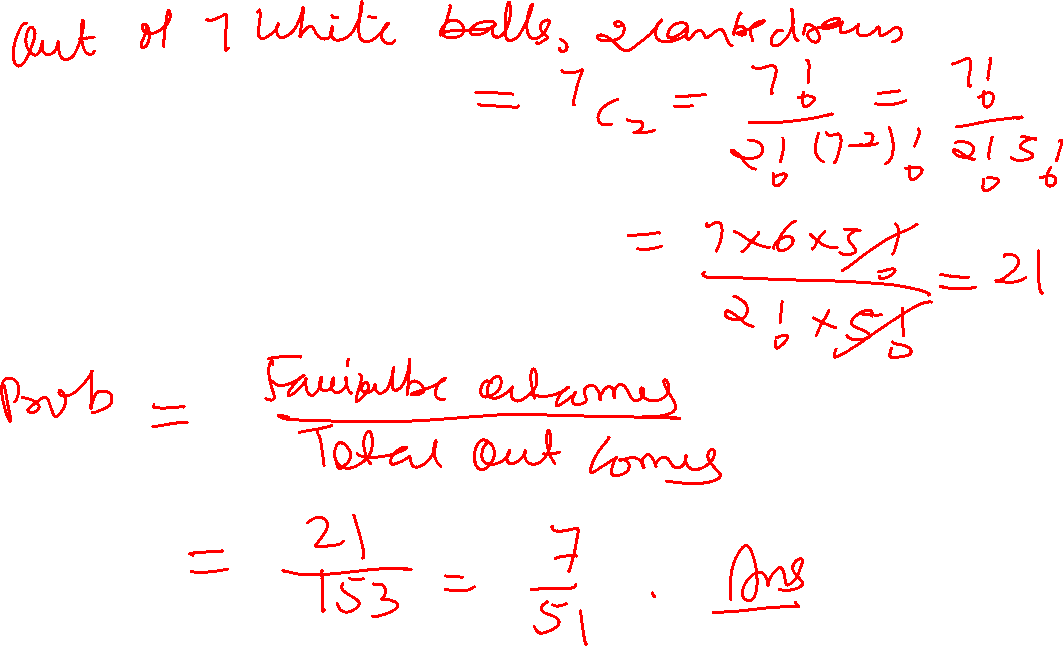 Out of 7 White balls, 2 can be drawn
= ⁷C₂ = 7! / 2! (7-2)! = 7! / 2! 5!
= 7×6×5! / 2! × 5! = 21
Prob = Favourable outcomes / Total Out comes
= 21 / 153 = 7 / 51 . Ans